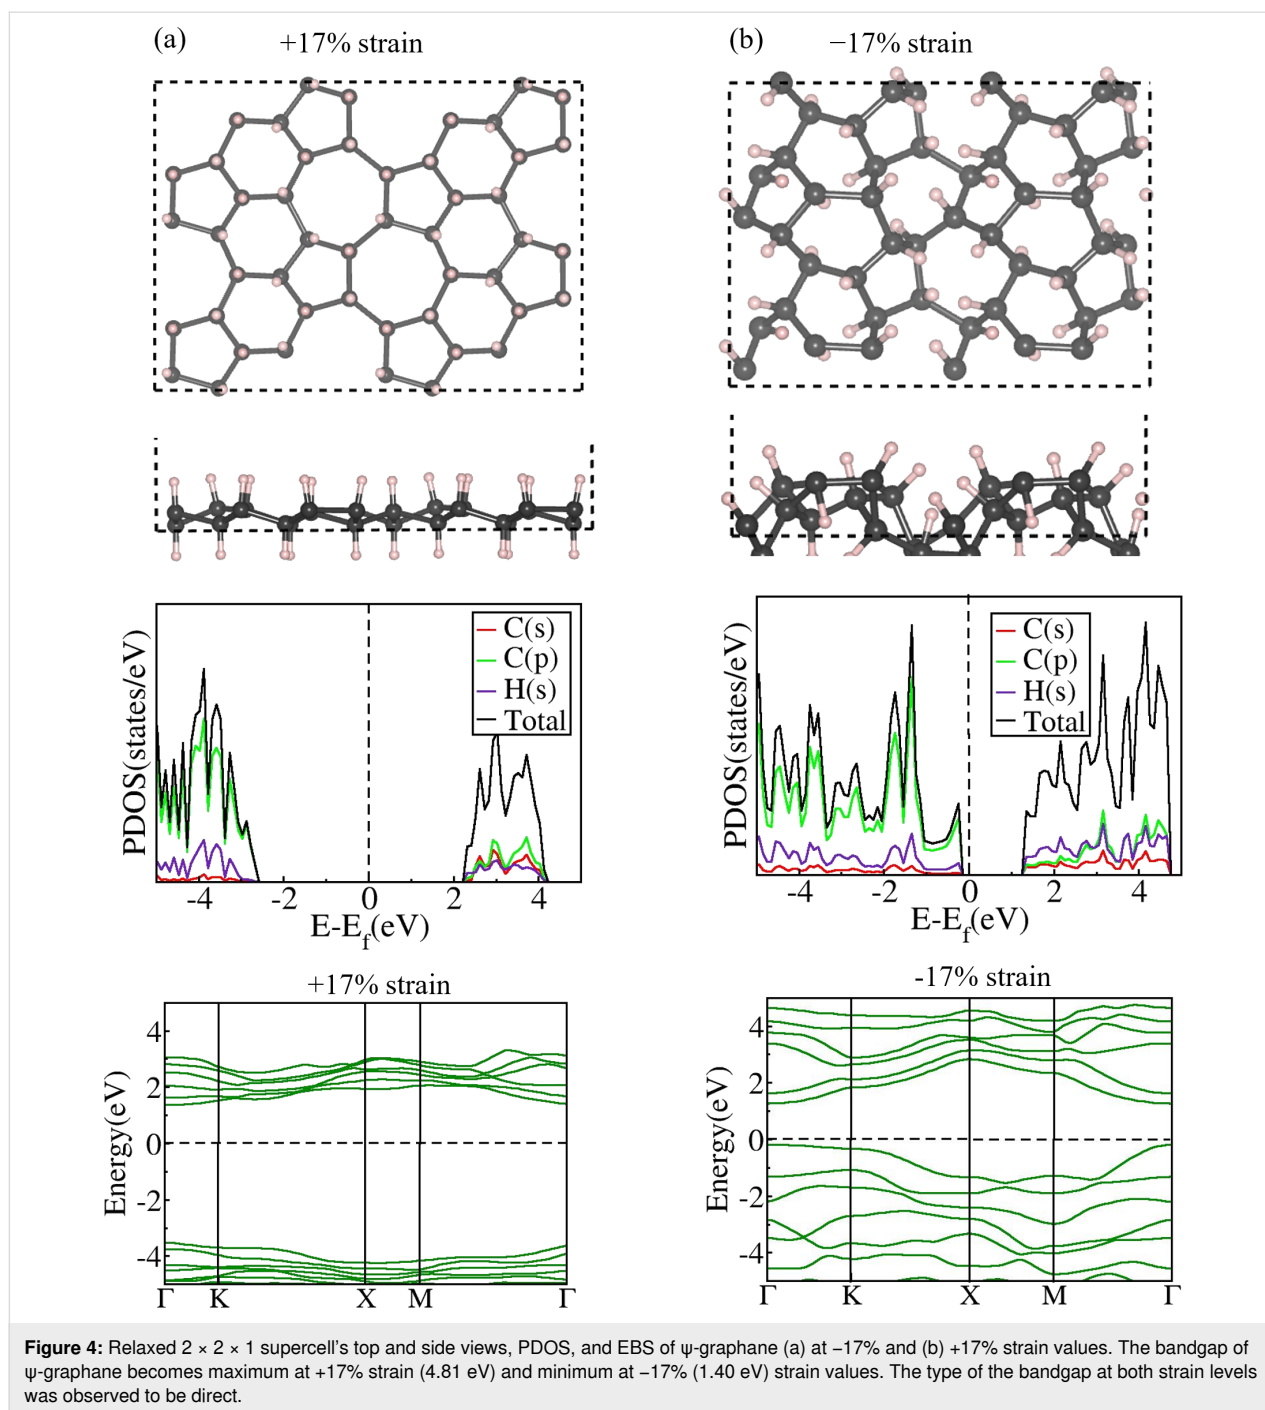 (a) +17% strain
(b) −17% strain
PDOS(states/eV)
C(s)
C(p)
H(s)
Total
-4 -2 0 2 4
E-Ef(eV)
PDOS(states/eV)
C(s)
C(p)
H(s)
Total
-4 -2 0 2 4
E-Ef(eV)
+17% strain
Energy(eV)
4
2
0
-2
-4
Γ K X M Γ
-17% strain
Energy(eV)
4
2
0
-2
-4
Γ K X M Γ
Figure 4: Relaxed 2 × 2 × 1 supercell's top and side views, PDOS, and EBS of ψ-graphane (a) at −17% and (b) +17% strain values. The bandgap of
ψ-graphane becomes maximum at +17% strain (4.81 eV) and minimum at −17% (1.40 eV) strain values. The type of the bandgap at both strain levels
was observed to be direct.